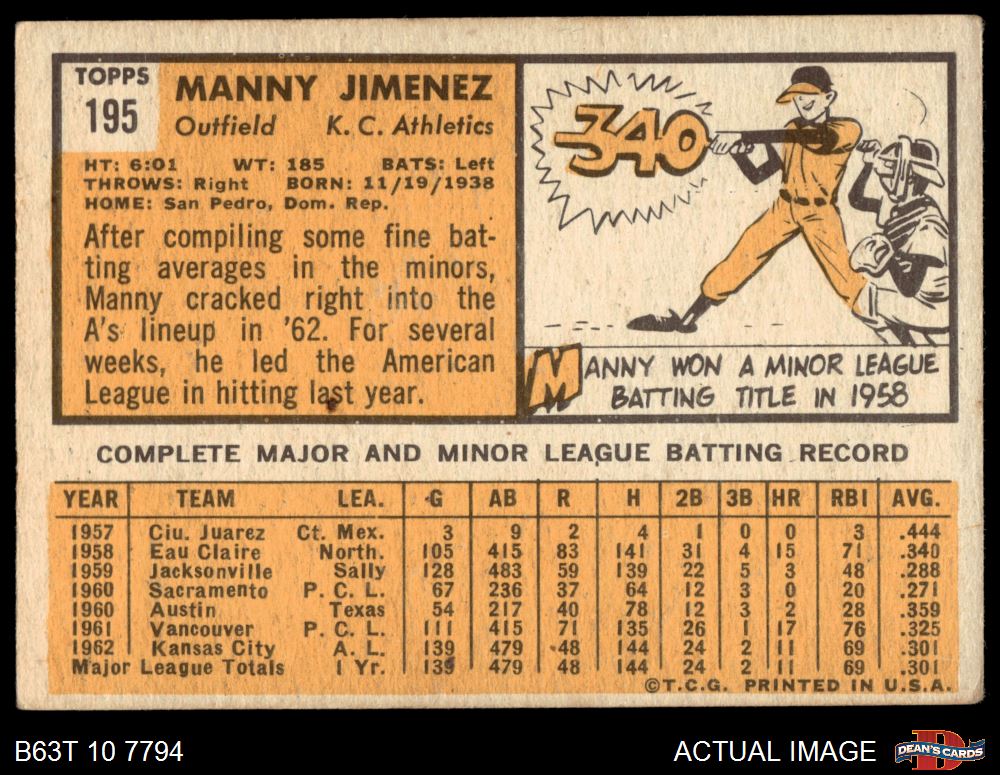 TOPPS
195
MANNY JIMENEZ
Outfield K. C. Athletics
HT: 6:01 WT: 185 BATS: Left
THROWS: Right BORN: 11/19/1938
HOME: San Pedro, Dom. Rep.
After compiling some fine bat-
ting averages in the minors,
Manny cracked right into the
A's lineup in '62. For several
weeks, he led the American
League in hitting last year.
.340
MANNY WON A MINOR LEAGUE
BATTING TITLE IN 1958
COMPLETE MAJOR AND MINOR LEAGUE BATTING RECORD
YEAR TEAM LEA. G AB R H 2B 3B HR RBI AVG.
1957 Ciu. Juarez Ct. Mex. 3 9 2 4 1 0 0 3 .444
1958 Eau Claire North. 105 415 83 141 31 4 15 71 .340
1959 Jacksonville Sally 128 483 59 139 22 5 3 48 .288
1960 Sacramento P. C. L. 67 236 37 64 12 3 0 20 .271
1960 Austin Texas 54 217 40 78 12 3 2 28 .359
1961 Vancouver P. C. L. 111 415 71 135 26 1 17 76 .325
1962 Kansas City A. L. 139 479 48 144 24 2 11 69 .301
Major League Totals 1 Yr. 139 479 48 144 24 2 11 69 .301
©T.C.G. PRINTED IN U.S.A.
B63T 10 7794 ACTUAL IMAGE
D
DEAN'S CARDS